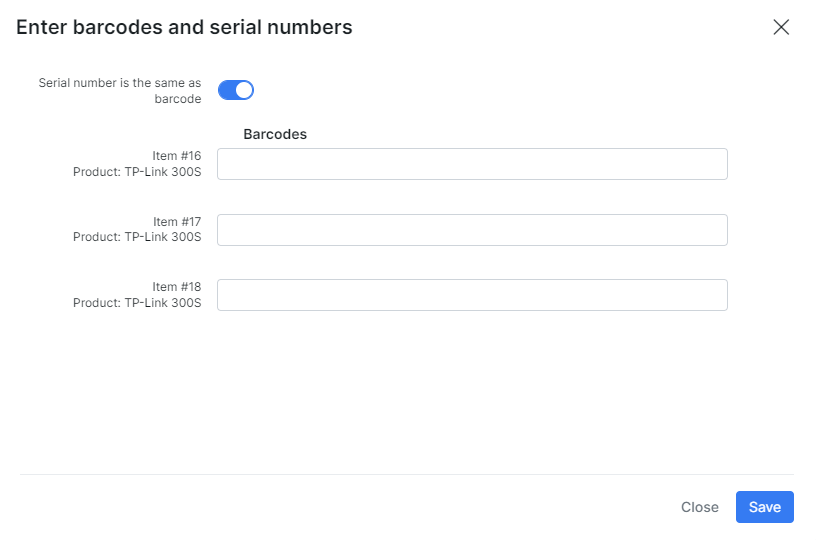 Enter barcodes and serial numbers
Serial number is the same as
barcode
Barcodes
Item #16
Product: TP-Link 300S
Item #17
Product: TP-Link 300S
Item #18
Product: TP-Link 300S
Close
Save